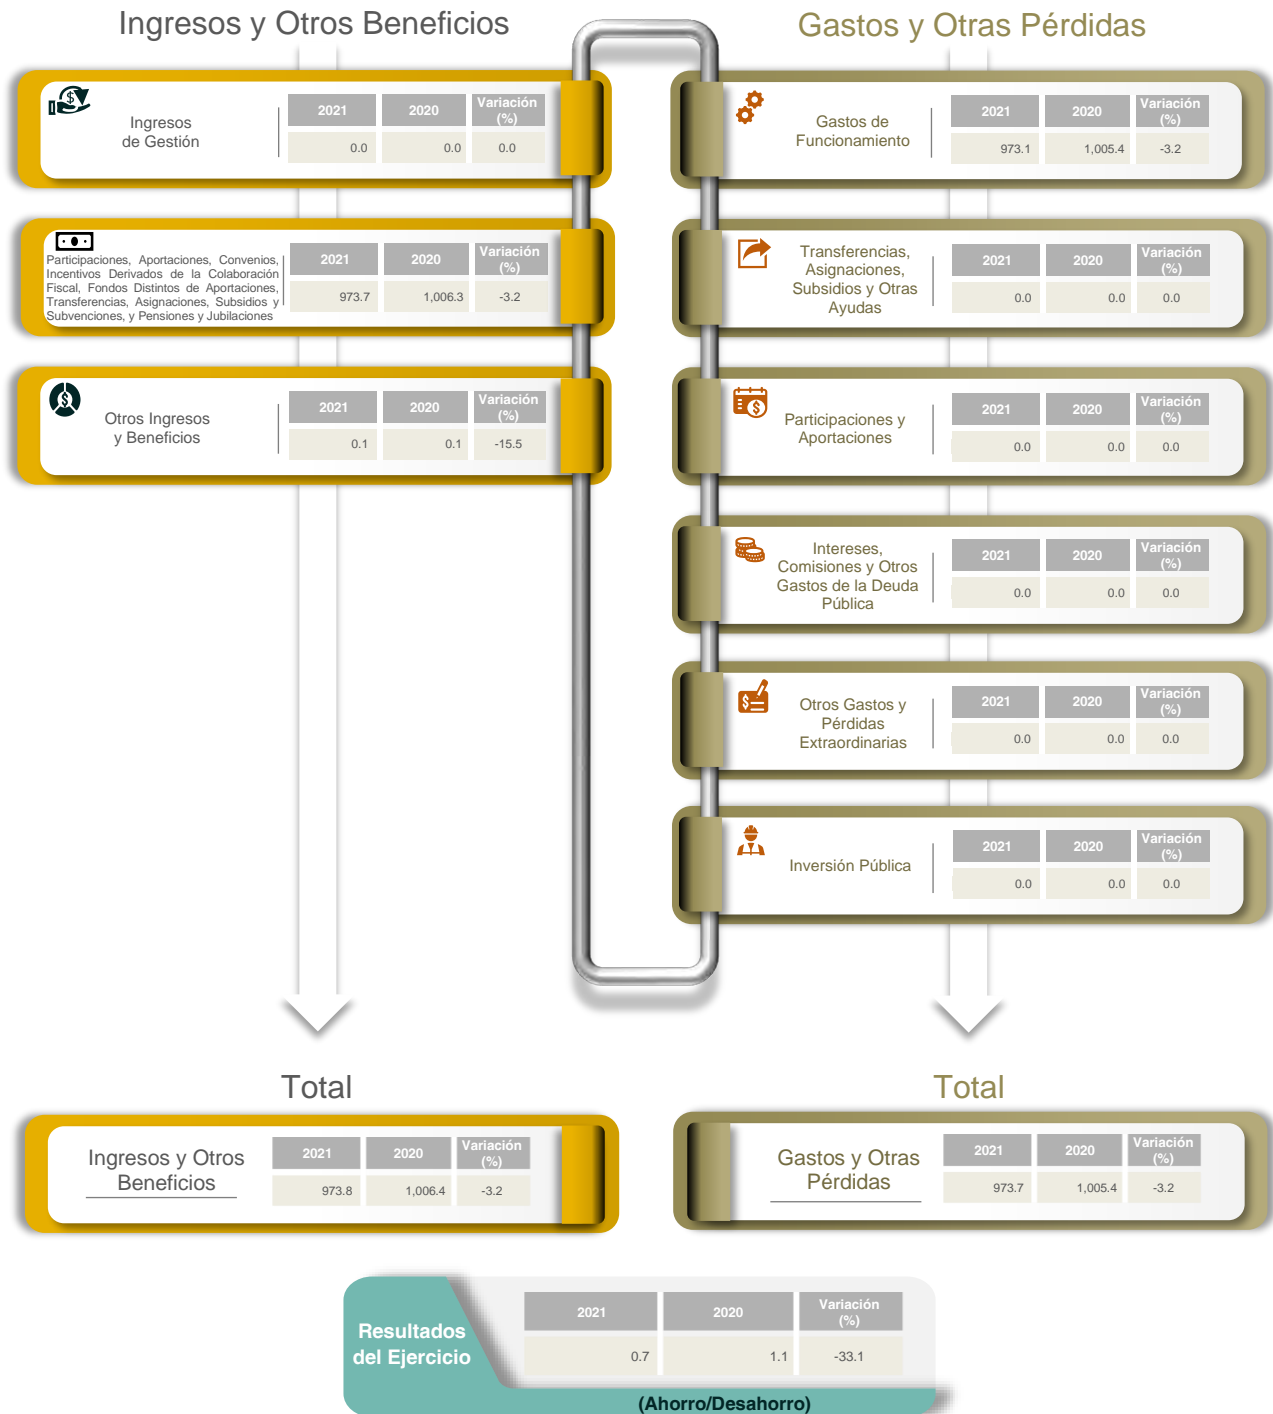 Ingresos y Otros Beneficios
Ingresos
de Gestión
2021 2020 Variación
(%)
0.0 0.0 0.0
Participaciones, Aportaciones, Convenios,
Incentivos Derivados de la Colaboración
Fiscal, Fondos Distintos de Aportaciones,
Transferencias, Asignaciones, Subsidios y
Subvenciones, y Pensiones y Jubilaciones
2021 2020 Variación
(%)
973.7 1,006.3 -3.2
Otros Ingresos
y Beneficios
2021 2020 Variación
(%)
0.1 0.1 -15.5
Total
Ingresos y Otros
Beneficios
2021 2020 Variación
(%)
973.8 1,006.4 -3.2
Gastos y Otras Pérdidas
Gastos de
Funcionamiento
2021 2020 Variación
(%)
973.1 1,005.4 -3.2
Transferencias,
Asignaciones,
Subsidios y Otras
Ayudas
2021 2020 Variación
(%)
0.0 0.0 0.0
Participaciones y
Aportaciones
2021 2020 Variación
(%)
0.0 0.0 0.0
Intereses,
Comisiones y Otros
Gastos de la Deuda
Pública
2021 2020 Variación
(%)
0.0 0.0 0.0
Otros Gastos y
Pérdidas
Extraordinarias
2021 2020 Variación
(%)
0.0 0.0 0.0
Inversión Pública
2021 2020 Variación
(%)
0.0 0.0 0.0
Total
Gastos y Otras
Pérdidas
2021 2020 Variación
(%)
973.7 1,005.4 -3.2
Resultados
del Ejercicio
2021 2020 Variación
(%)
0.7 1.1 -33.1
(Ahorro/Desahorro)